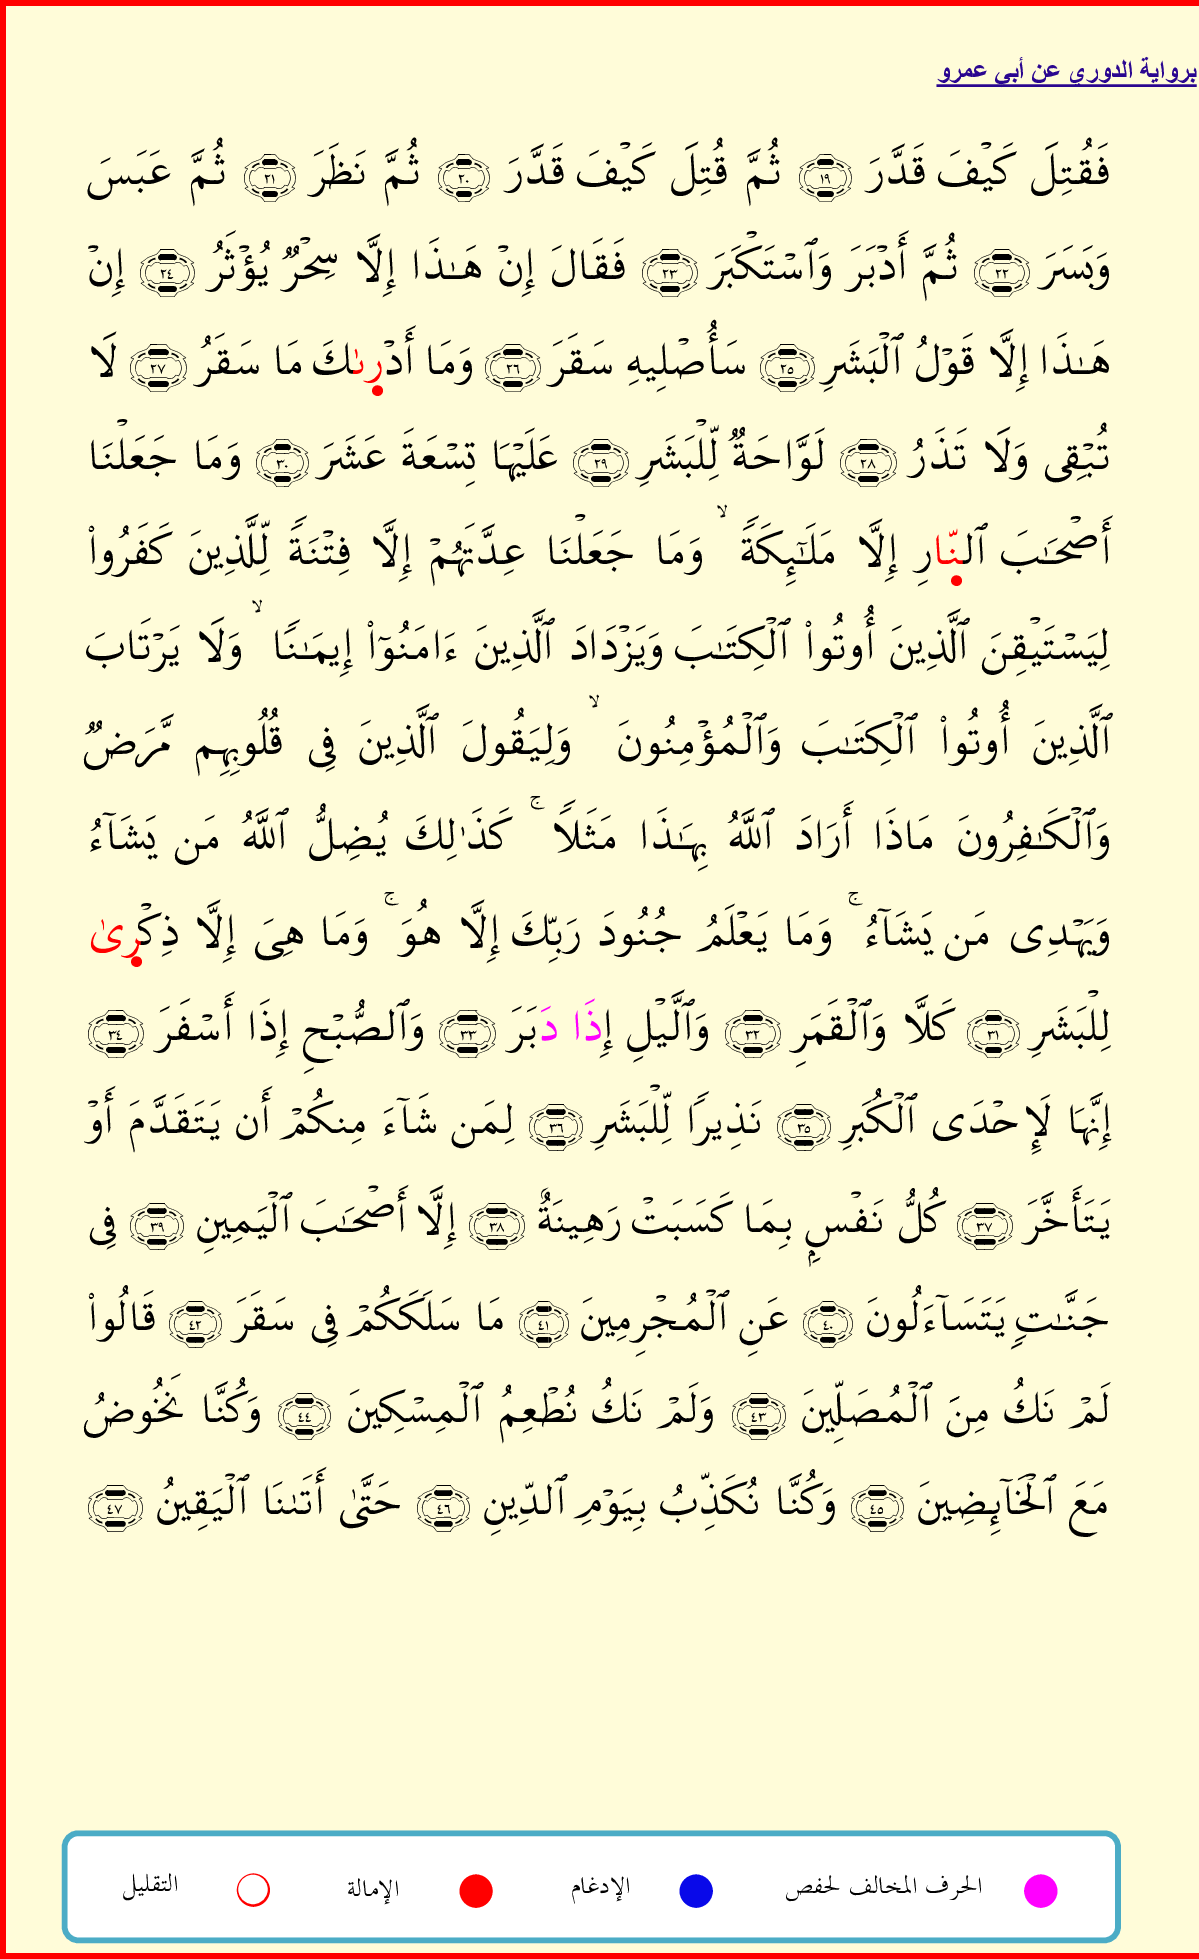 برواية الدوري عن أبي عمرو
فَقُتِلَ كَيْفَ قَدَّرَ ١٩ ثُمَّ قُتِلَ كَيْفَ قَدَّرَ ٢٠ ثُمَّ نَظَرَ ٢١ ثُمَّ عَبَسَ
وَبَسَرَ ٢٢ ثُمَّ أَدْبَرَ وَٱسْتَكْبَرَ ٢٣ فَقَالَ إِنْ هَـٰذَا إِلَّا سِحْرٌ يُؤْثَرُ ٢٤ إِنْ
هَـٰذَا إِلَّا قَوْلُ ٱلْبَشَرِ ٢٥ سَأُصْلِيهِ سَقَرَ ٢٦ وَمَا أَدْرىٰكَ مَا سَقَرُ ٢٧ لَا
تُبْقِى وَلَا تَذَرُ ٢٨ لَوَّاحَةٌ لِّلْبَشَرِ ٢٩ عَلَيْهَا تِسْعَةَ عَشَرَ ٣٠ وَمَا جَعَلْنَا
أَصْحَـٰبَ ٱلنّارِ إِلَّا مَلَـٰٓئِكَةً ۙ وَمَا جَعَلْنَا عِدَّتَهُمْ إِلَّا فِتْنَةً لِّلَّذِينَ كَفَرُوا۟
لِيَسْتَيْقِنَ ٱلَّذِينَ أُوتُوا۟ ٱلْكِتَـٰبَ وَيَزْدَادَ ٱلَّذِينَ ءَامَنُوٓا۟ إِيمَـٰنًا ۙ وَلَا يَرْتَابَ
ٱلَّذِينَ أُوتُوا۟ ٱلْكِتَـٰبَ وَٱلْمُؤْمِنُونَ ۙ وَلِيَقُولَ ٱلَّذِينَ فِى قُلُوبِهِم مَّرَضٌ
وَٱلْكَـٰفِرُونَ مَاذَا أَرَادَ ٱللَّهُ بِهَـٰذَا مَثَلًا ۚ كَذَٰلِكَ يُضِلُّ ٱللَّهُ مَن يَشَآءُ
وَيَهْدِى مَن يَشَآءُ ۚ وَمَا يَعْلَمُ جُنُودَ رَبِّكَ إِلَّا هُوَ ۚ وَمَا هِىَ إِلَّا ذِكْرىٰ
لِلْبَشَرِ ٣١ كَلَّا وَٱلْقَمَرِ ٣٢ وَٱلَّيْلِ إِذَا دَبَرَ ٣٣ وَٱلصُّبْحِ إِذَا أَسْفَرَ ٣٤
إِنَّهَا لَإِحْدَى ٱلْكُبَرِ ٣٥ نَذِيرًا لِّلْبَشَرِ ٣٦ لِمَن شَآءَ مِنكُمْ أَن يَتَقَدَّمَ أَوْ
يَتَأَخَّرَ ٣٧ كُلُّ نَفْسٍۭ بِمَا كَسَبَتْ رَهِينَةٌ ٣٨ إِلَّا أَصْحَـٰبَ ٱلْيَمِينِ ٣٩ فِى
جَنَّـٰتٍ يَتَسَآءَلُونَ ٤٠ عَنِ ٱلْمُجْرِمِينَ ٤١ مَا سَلَكَكُمْ فِى سَقَرَ ٤٢ قَالُوا۟
لَمْ نَكُ مِنَ ٱلْمُصَلِّينَ ٤٣ وَلَمْ نَكُ نُطْعِمُ ٱلْمِسْكِينَ ٤٤ وَكُنَّا نَخُوضُ
مَعَ ٱلْخَآئِضِينَ ٤٥ وَكُنَّا نُكَذِّبُ بِيَوْمِ ٱلدِّينِ ٤٦ حَتَّىٰ أَتَىٰنَا ٱلْيَقِينُ ٤٧
الحرف المخالف لحفص الإدغام الإمالة التقليل